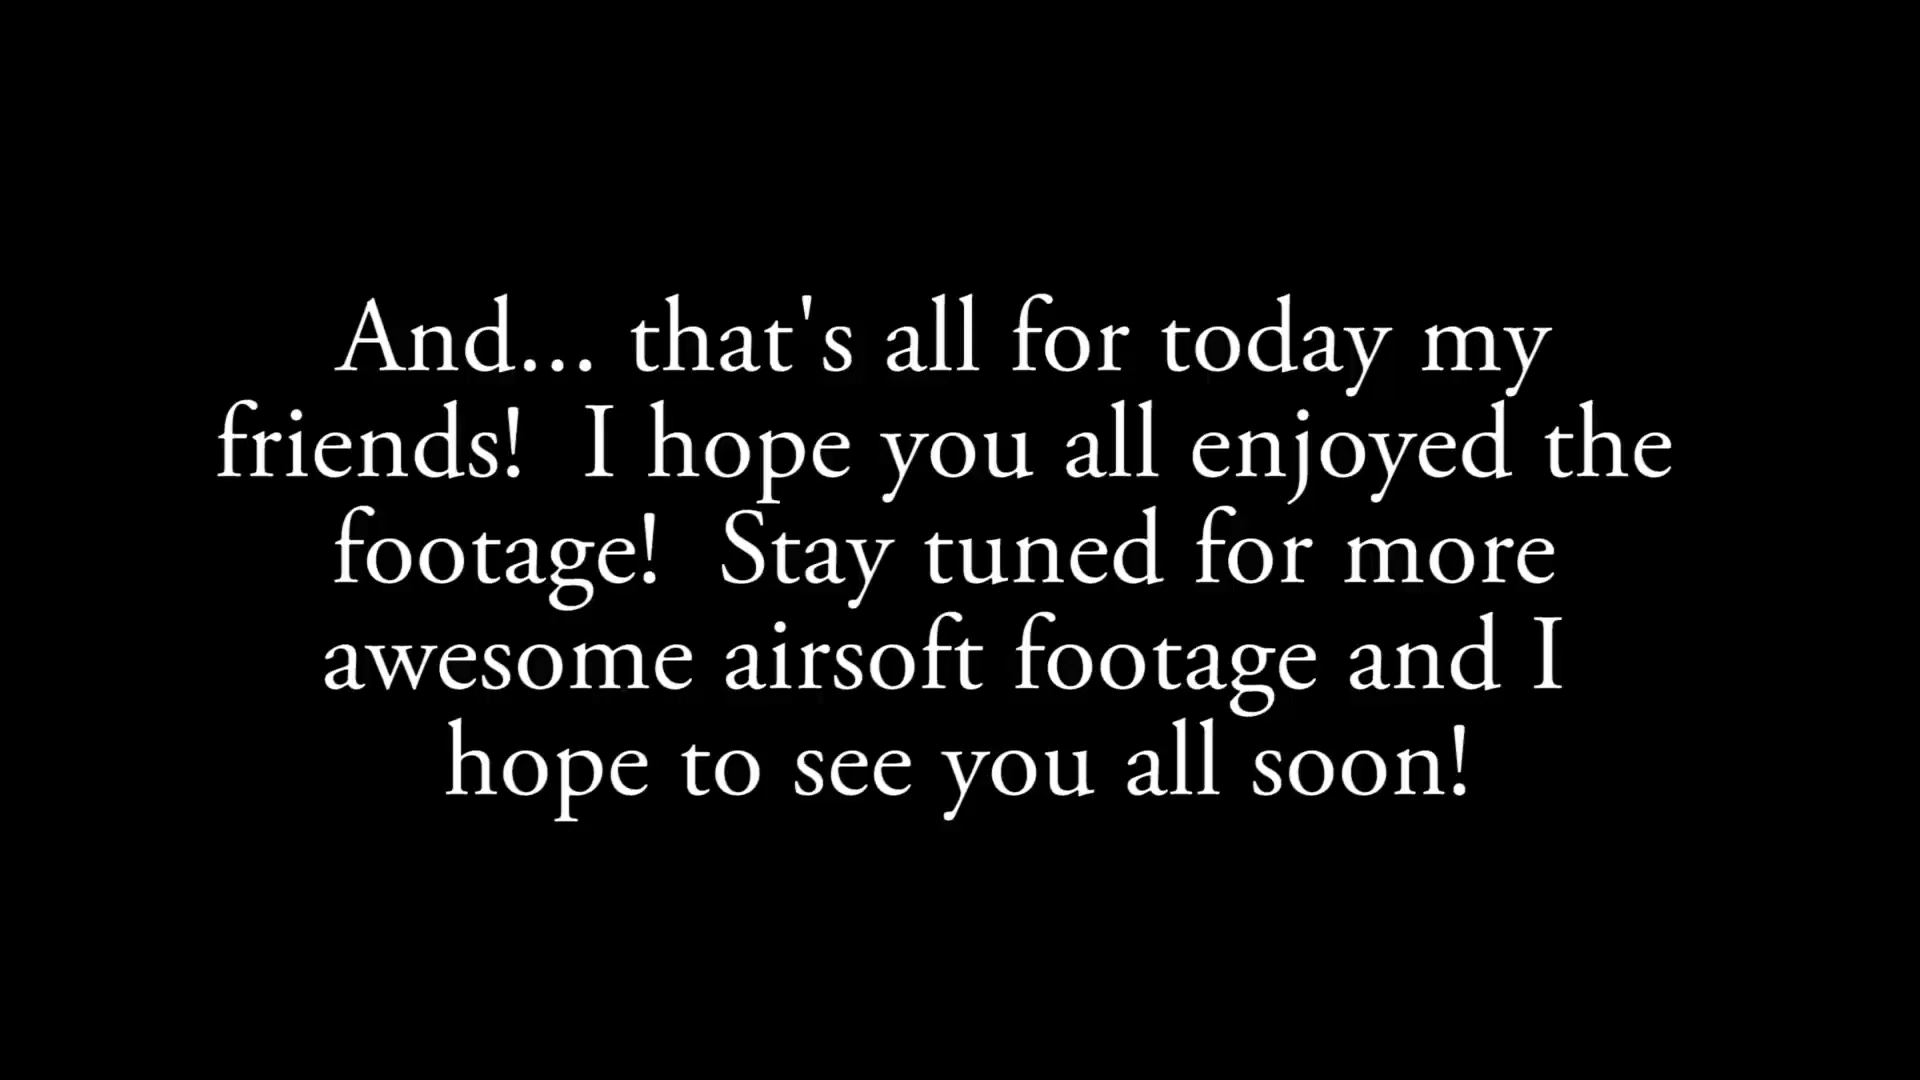 And... that's all for today my
friends!  I hope you all enjoyed the
footage!  Stay tuned for more
awesome airsoft footage and I
hope to see you all soon!